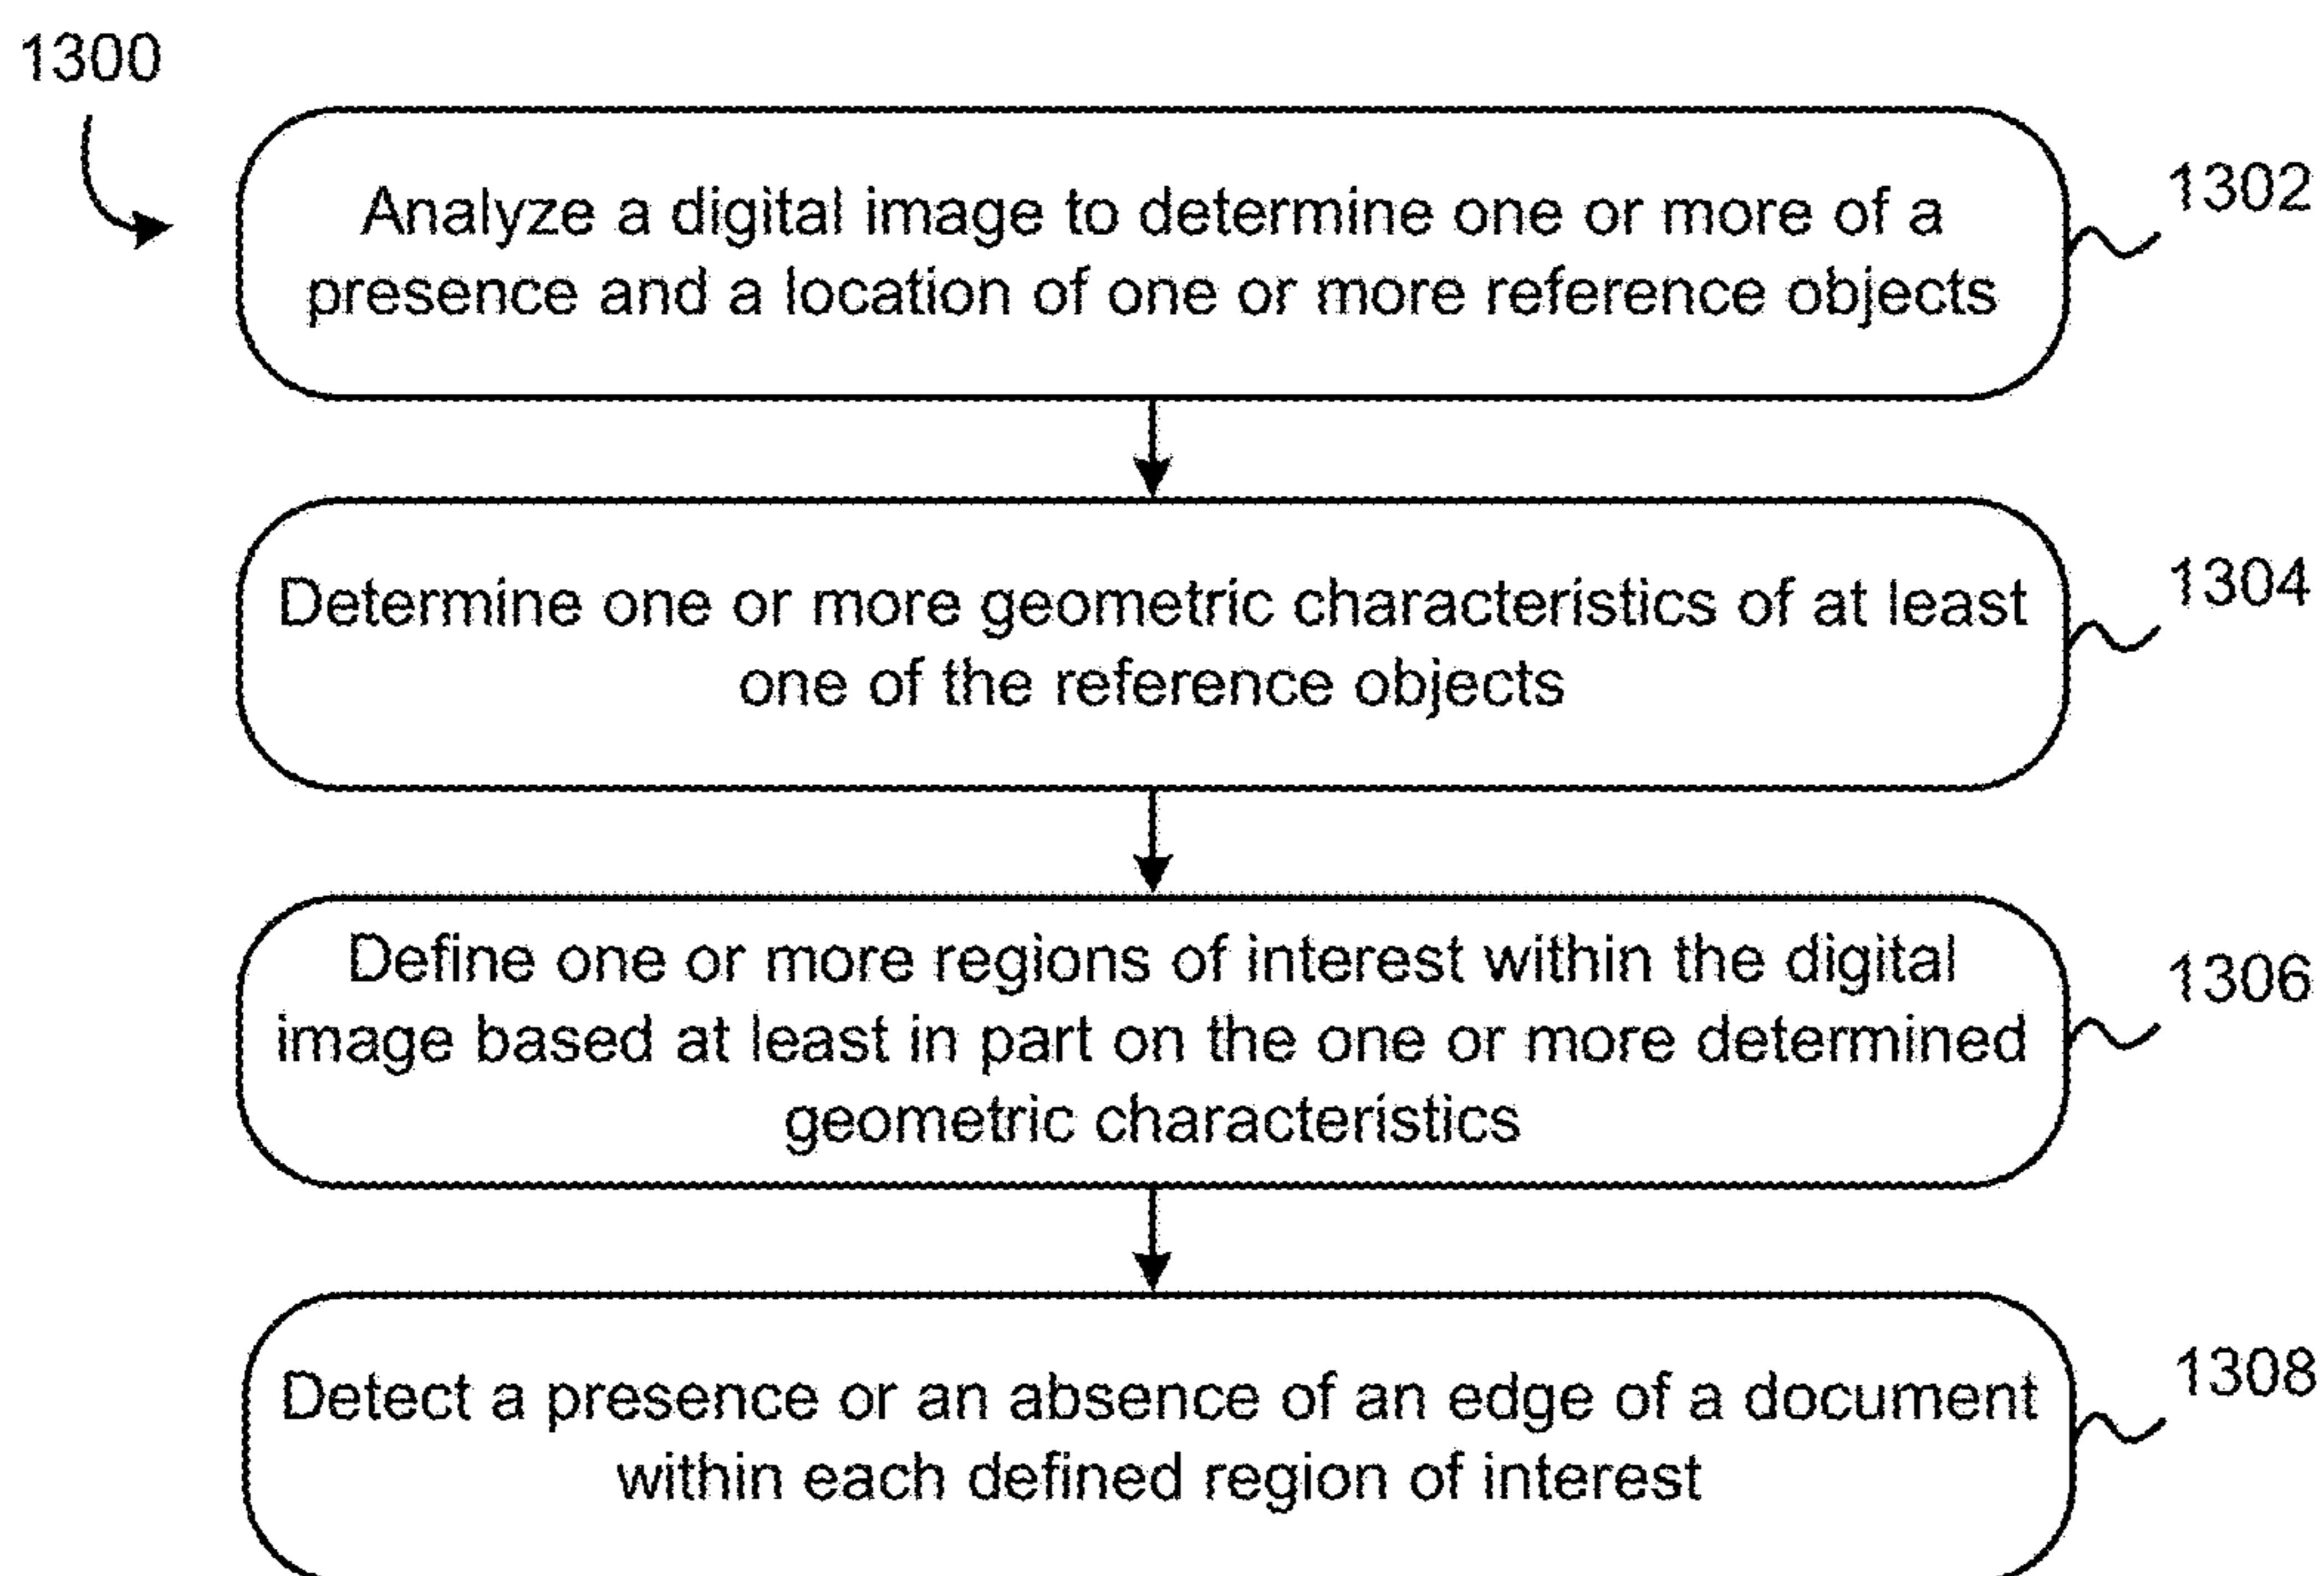 1300
Analyze a digital image to determine one or more of a
presence and a location of one or more reference objects
1302
Determine one or more geometric characteristics of at least
one of the reference objects
1304
Define one or more regions of interest within the digital
image based at least in part on the one or more determined
geometric characteristics
1306
Detect a presence or an absence of an edge of a document
within each defined region of interest
1308